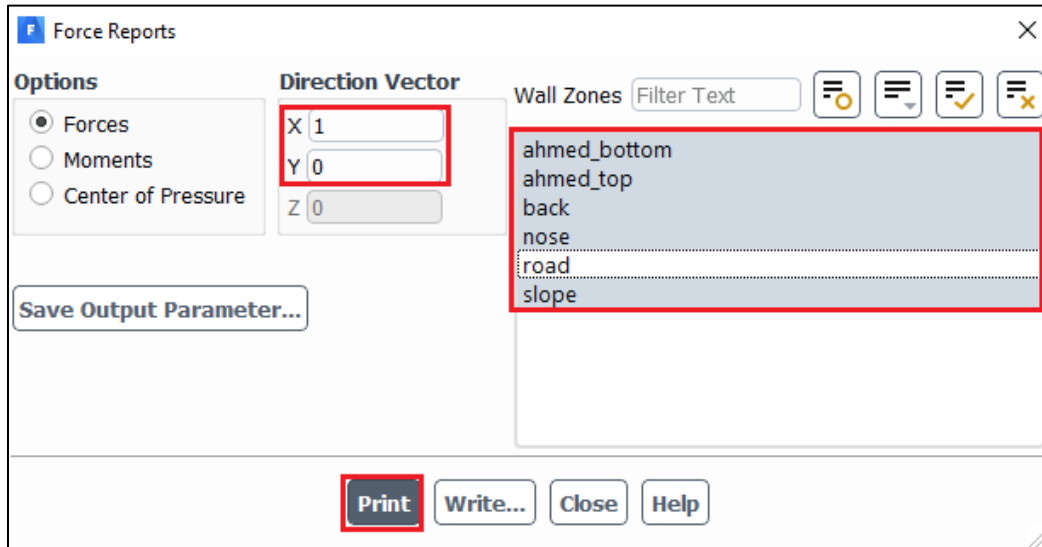 Force Reports
Options
Forces
Moments
Center of Pressure
Direction Vector
X 1
Y 0
Z 0
Save Output Parameter...
Wall Zones Filter Text
ahmed_bottom
ahmed_top
back
nose
road
slope
Print Write... Close Help